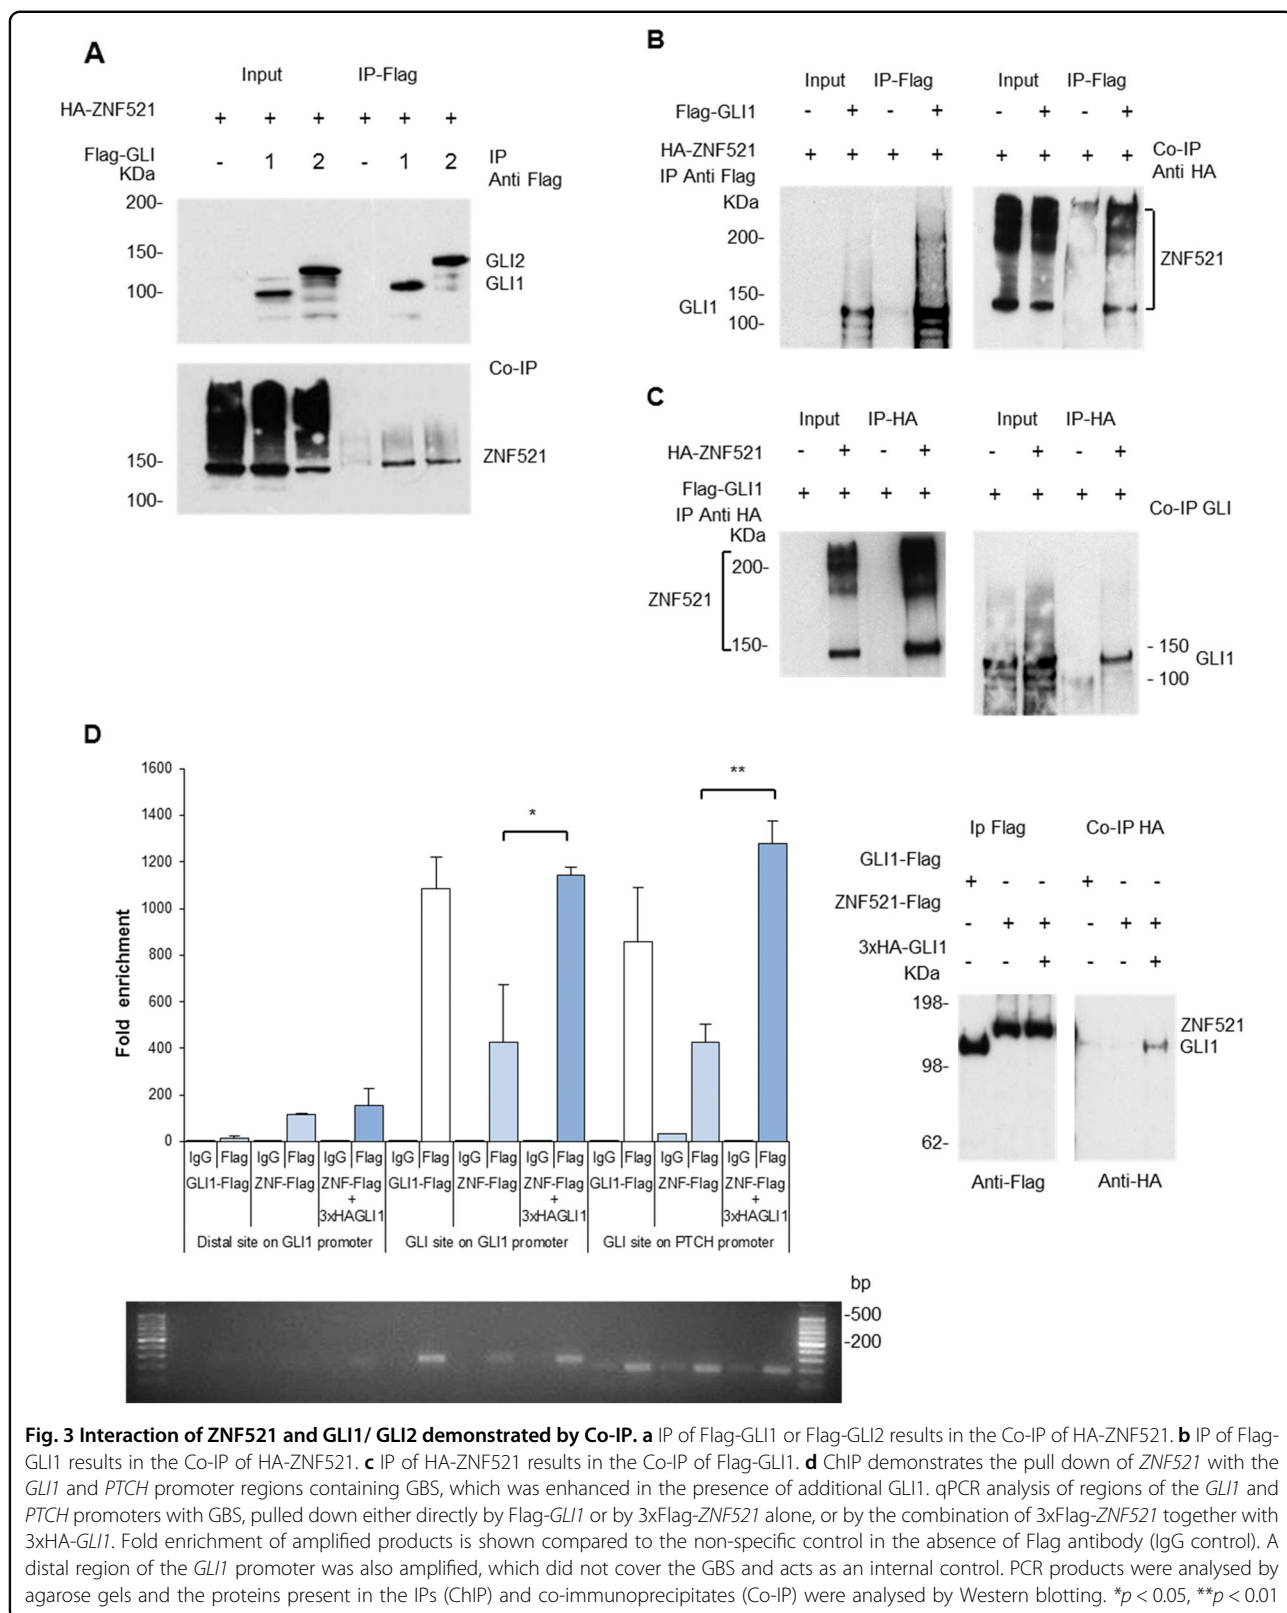 A
Input IP-Flag
HA-ZNF521 + + + + + +
Flag-GLI - 1 2 - 1 2 IP
KDa Anti Flag
200-
150- GLI2
100- GLI1
Co-IP
150- ZNF521
100-
B
Input IP-Flag Input IP-Flag
Flag-GLI1 - + - + - + - +
HA-ZNF521 + + + + + + + + Co-IP
IP Anti Flag Anti HA
KDa
200-
ZNF521
150-
GLI1
100-
C
Input IP-HA Input IP-HA
HA-ZNF521 - + - + - + - +
Flag-GLI1 + + + + + + + +
IP Anti HA Co-IP GLI
KDa
200-
ZNF521
150- - 150
GLI1
- 100
D
Fold enrichment
1600
1400
1200
1000
800
600
400
200
0
* **
IgG Flag IgG Flag IgG Flag IgG Flag IgG Flag IgG Flag IgG Flag IgG Flag IgG Flag
GLI1-Flag ZNF-Flag ZNF-Flag GLI1-Flag ZNF-Flag ZNF-Flag GLI1-Flag ZNF-Flag ZNF-Flag
+ + +
3xHAGLI1 3xHAGLI1 3xHAGLI1
Distal site on GLI1 promoter GLI site on GLI1 promoter GLI site on PTCH promoter
Ip Flag Co-IP HA
GLI1-Flag
+ - - + - -
ZNF521-Flag
- + + - + +
3xHA-GLI1
- - + - - +
KDa
198-
ZNF521
GLI1
98-
62-
Anti-Flag Anti-HA
bp
-500
-200
Fig. 3 Interaction of ZNF521 and GLI1/ GLI2 demonstrated by Co-IP. a IP of Flag-GLI1 or Flag-GLI2 results in the Co-IP of HA-ZNF521. b IP of Flag-
GLI1 results in the Co-IP of HA-ZNF521. c IP of HA-ZNF521 results in the Co-IP of Flag-GLI1. d ChIP demonstrates the pull down of ZNF521 with the
GLI1 and PTCH promoter regions containing GBS, which was enhanced in the presence of additional GLI1. qPCR analysis of regions of the GLI1 and
PTCH promoters with GBS, pulled down either directly by Flag-GLI1 or by 3xFlag-ZNF521 alone, or by the combination of 3xFlag-ZNF521 together with
3xHA-GLI1. Fold enrichment of amplified products is shown compared to the non-specific control in the absence of Flag antibody (IgG control). A
distal region of the GLI1 promoter was also amplified, which did not cover the GBS and acts as an internal control. PCR products were analysed by
agarose gels and the proteins present in the IPs (ChIP) and co-immunoprecipitates (Co-IP) were analysed by Western blotting. *p < 0.05, **p < 0.01